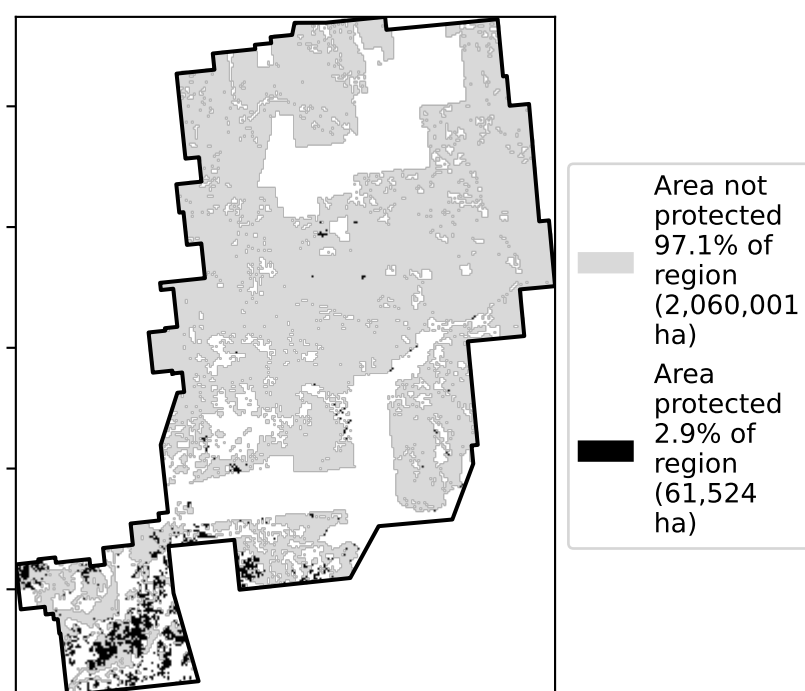 Area not
protected
97.1% of
region
(2,060,001
ha)
Area
protected
2.9% of
region
(61,524
ha)